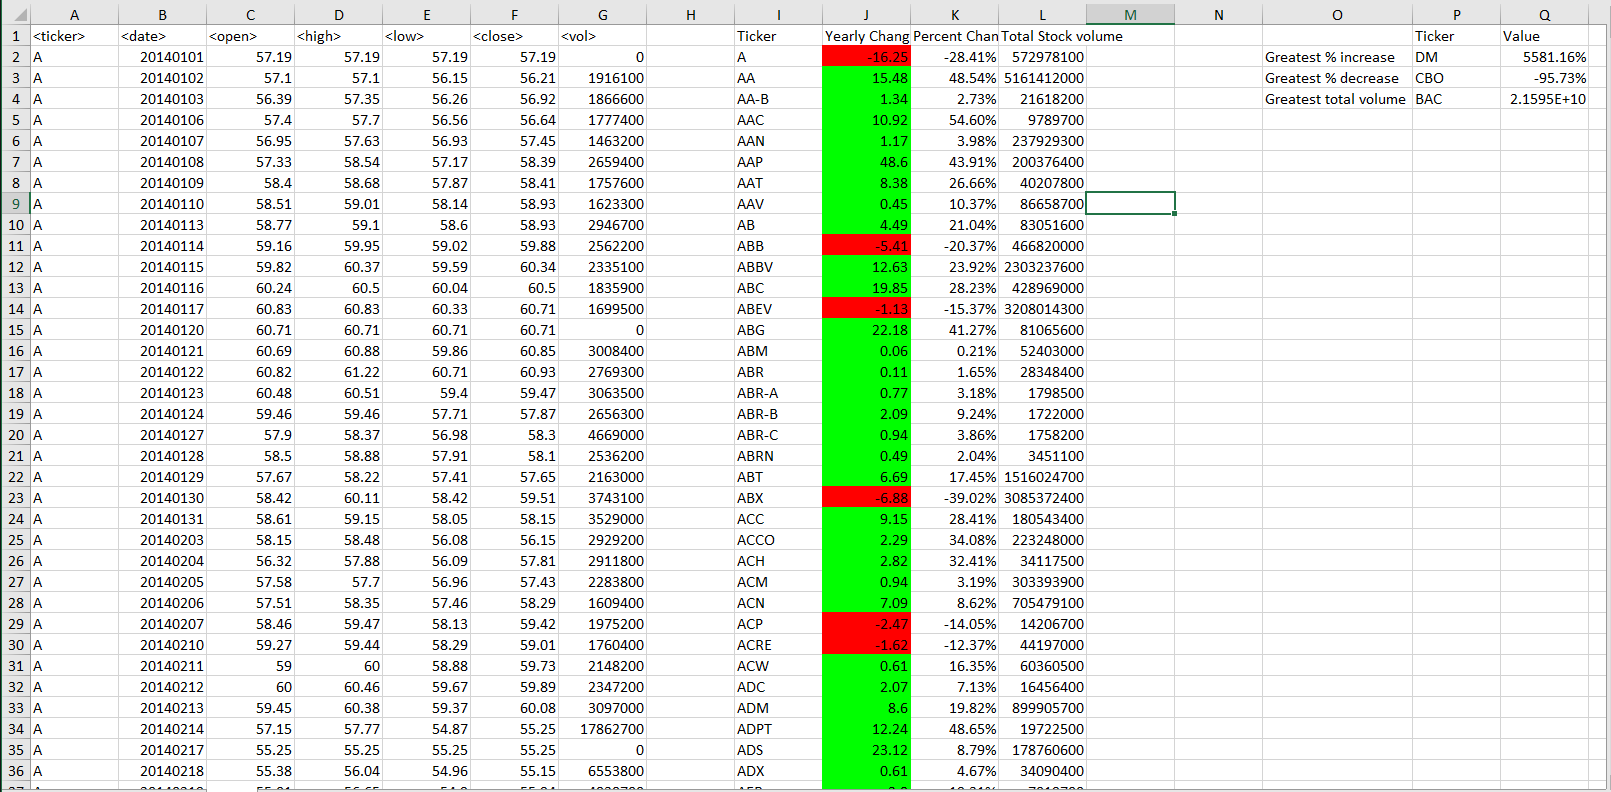 A B C D E F G H I J K L M N O P Q
1 <ticker> <date> <open> <high> <low> <close> <vol> Ticker Yearly Chang Percent Chan Total Stock volume Ticker Value
2 A 20140101 57.19 57.19 57.19 57.19 0 A -16.25 -28.41% 572978100 Greatest % increase DM 5581.16%
3 A 20140102 57.1 57.1 56.15 56.21 1916100 AA 15.48 48.54% 5161412000 Greatest % decrease CBO -95.73%
4 A 20140103 56.39 57.35 56.26 56.92 1866600 AA-B 1.34 2.73% 21618200 Greatest total volume BAC 2.1595E+10
5 A 20140106 57.4 57.7 56.56 56.64 1777400 AAC 10.92 54.60% 9789700
6 A 20140107 56.95 57.63 56.93 57.45 1463200 AAN 1.17 3.98% 237929300
7 A 20140108 57.33 58.54 57.17 58.39 2659400 AAP 48.6 43.91% 200376400
8 A 20140109 58.4 58.68 57.87 58.41 1757600 AAT 8.38 26.66% 40207800
9 A 20140110 58.51 59.01 58.14 58.93 1623300 AAV 0.45 10.37% 86658700
10 A 20140113 58.77 59.1 58.6 58.93 2946700 AB 4.49 21.04% 83051600
11 A 20140114 59.16 59.95 59.02 59.88 2562200 ABB -5.41 -20.37% 466820000
12 A 20140115 59.82 60.37 59.59 60.34 2335100 ABBV 12.63 23.92% 2303237600
13 A 20140116 60.24 60.5 60.04 60.5 1835900 ABC 19.85 28.23% 428969000
14 A 20140117 60.83 60.83 60.33 60.71 1699500 ABEV -1.13 -15.37% 3208014300
15 A 20140120 60.71 60.71 60.71 60.71 0 ABG 22.18 41.27% 81065600
16 A 20140121 60.69 60.88 59.86 60.85 3008400 ABM 0.06 0.21% 52403000
17 A 20140122 60.82 61.22 60.71 60.93 2769300 ABR 0.11 1.65% 28348400
18 A 20140123 60.48 60.51 59.4 59.47 3063500 ABR-A 0.77 3.18% 1798500
19 A 20140124 59.46 59.46 57.71 57.87 2656300 ABR-B 2.09 9.24% 1722000
20 A 20140127 57.9 58.37 56.98 58.3 4669000 ABR-C 0.94 3.86% 1758200
21 A 20140128 58.5 58.88 57.91 58.1 2536200 ABRN 0.49 2.04% 3451100
22 A 20140129 57.67 58.22 57.41 57.65 2163000 ABT 6.69 17.45% 1516024700
23 A 20140130 58.42 60.11 58.42 59.51 3743100 ABX -6.88 -39.02% 3085372400
24 A 20140131 58.61 59.15 58.05 58.15 3529000 ACC 9.15 28.41% 180543400
25 A 20140203 58.15 58.48 56.08 56.15 2929200 ACCO 2.29 34.08% 223248000
26 A 20140204 56.32 57.88 56.09 57.81 2911800 ACH 2.82 32.41% 34117500
27 A 20140205 57.58 57.7 56.96 57.43 2283800 ACM 0.94 3.19% 303393900
28 A 20140206 57.51 58.35 57.46 58.29 1609400 ACN 7.09 8.62% 705479100
29 A 20140207 58.46 59.47 58.13 59.42 1975200 ACP -2.47 -14.05% 14206700
30 A 20140210 59.27 59.44 58.29 59.01 1760400 ACRE -1.62 -12.37% 44197000
31 A 20140211 59 60 58.88 59.73 2148200 ACW 0.61 16.35% 60360500
32 A 20140212 60 60.46 59.67 59.89 2347200 ADC 2.07 7.13% 16456400
33 A 20140213 59.45 60.38 59.37 60.08 3097000 ADM 8.6 19.82% 899905700
34 A 20140214 57.15 57.77 54.87 55.25 17862700 ADPT 12.24 48.65% 19722500
35 A 20140217 55.25 55.25 55.25 55.25 0 ADS 23.12 8.79% 178760600
36 A 20140218 55.38 56.04 54.96 55.15 6553800 ADX 0.61 4.67% 34090400